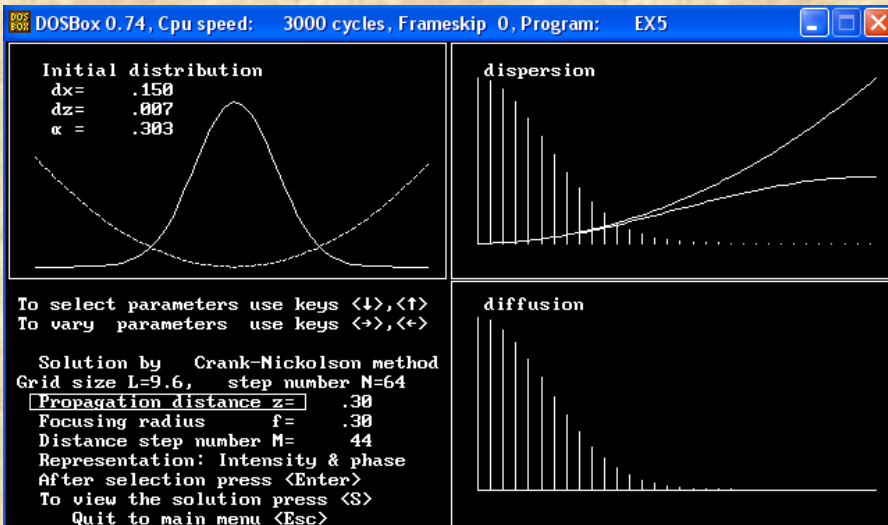 DOSBox 0.74, Cpu speed: 3000 cycles, Frameskip 0, Program: EX5
Initial distribution
dx= .150
dz= .007
α = .303
dispersion
diffusion
To select parameters use keys <↓>,<↑>
To vary parameters use keys <→>,<←>
Solution by Crank-Nickolson method
Grid size L=9.6, step number N=64
Propagation distance z= .30
Focusing radius f= .30
Distance step number M= 44
Representation: Intensity & phase
After selection press <Enter>
To view the solution press <S>
Quit to main menu <Esc>